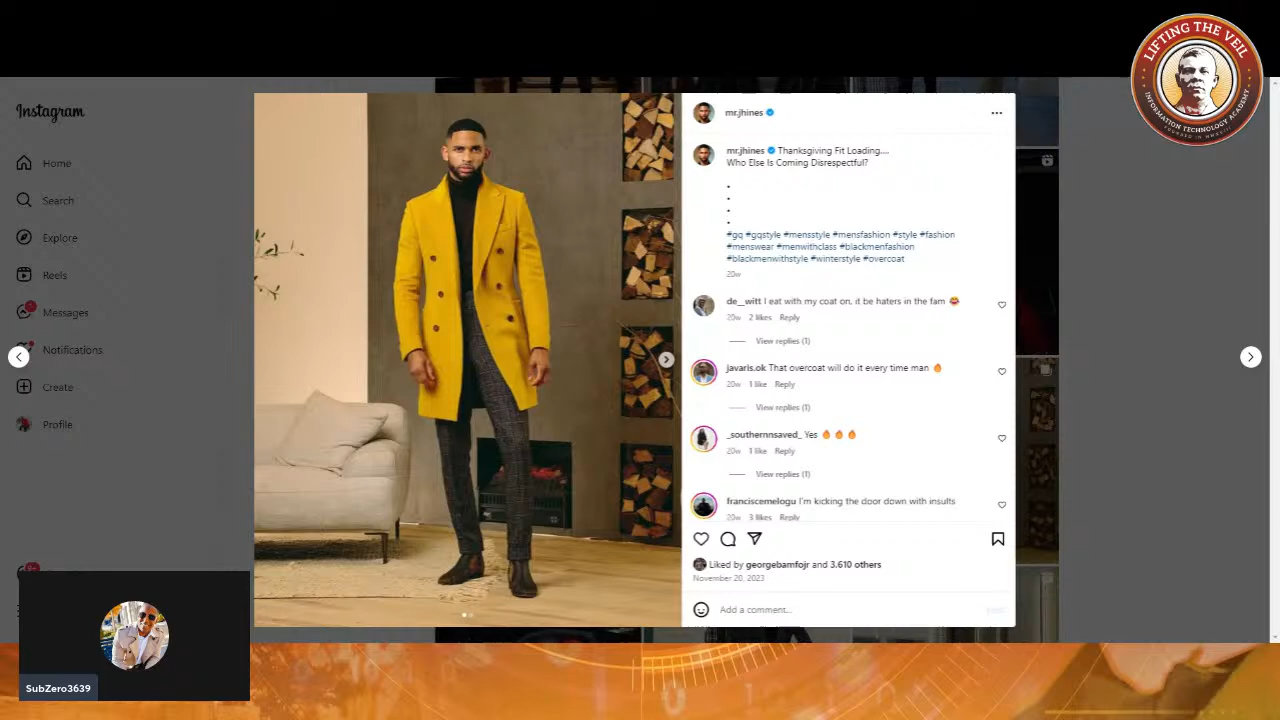 LIFTING THE VEIL
INFORMATION TECHNOLOGY ACADEMY
Instagram
Home
Search
Explore
Reels
Messages
Notifications
Create
Profile
9+
mr.jhines
mr.jhines Thanksgiving Fit Loading....
Who Else Is Coming Disrespectful?
.
.
.
.
#gq #gqstyle #mensstyle #mensfashion #style #fashion
#menswear #menwithclass #blackmenfashion
#blackmenwithstyle #winterstyle #overcoat
20w
de__witt I eat with my coat on, it be haters in the fam 😂
20w 2 likes Reply
View replies (1)
javaris.ok That overcoat will do it every time man 🔥
20w 1 like Reply
View replies (1)
_southernnsaved_ Yes 🔥 🔥 🔥
20w 1 like Reply
View replies (1)
franciscemelogu I'm kicking the door down with insults
20w 3 likes Reply
Liked by georgebamfojr and 3,610 others
November 20, 2023
Add a comment...
SubZero3639